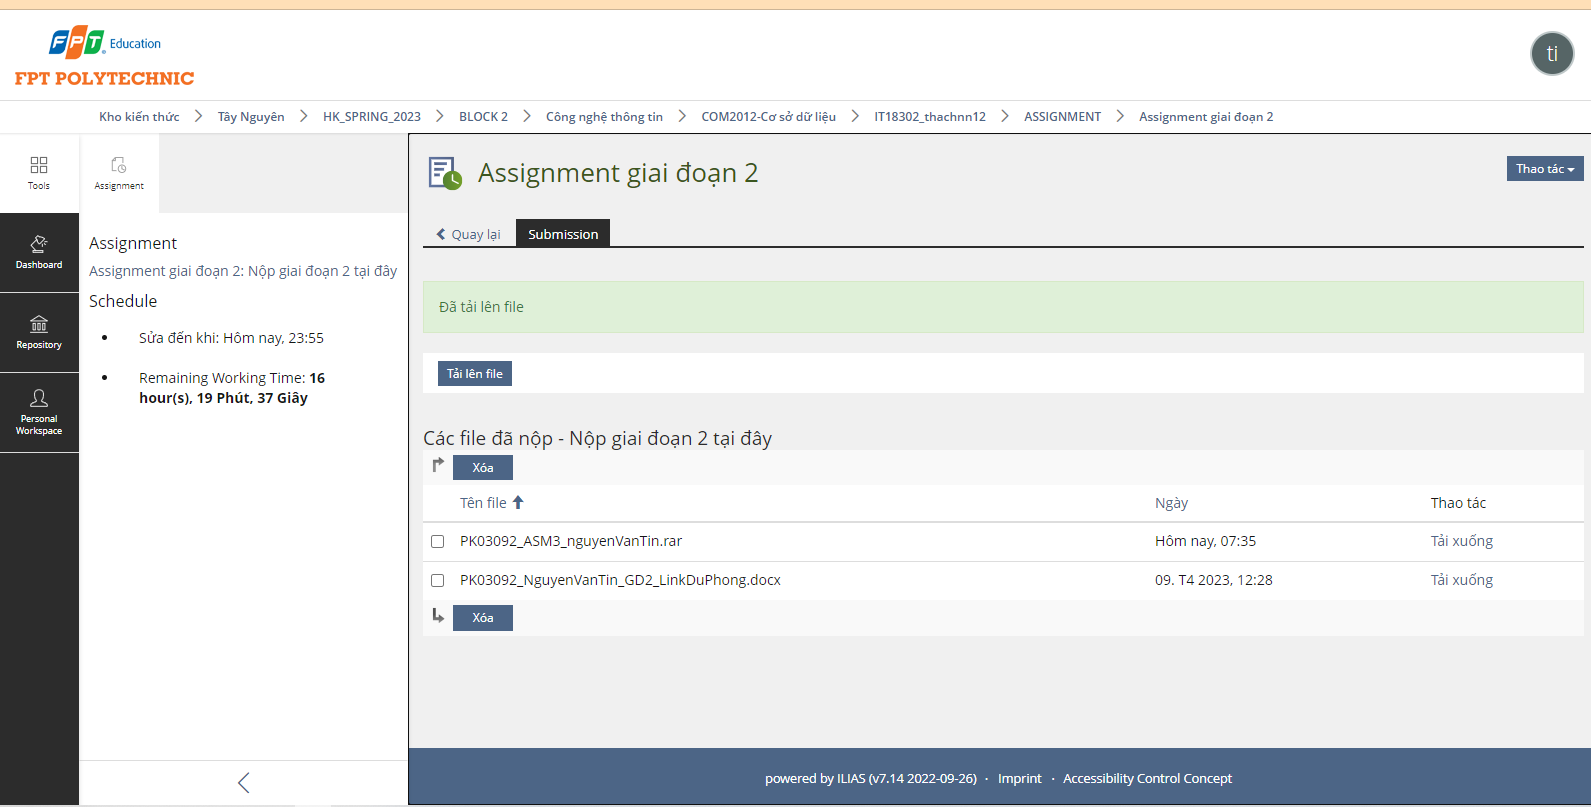 FPT Education
FPT POLYTECHNIC
ti
Kho kiến thức
Tây Nguyên
HK_SPRING_2023
BLOCK 2
Công nghệ thông tin
COM2012-Cơ sở dữ liệu
IT18302_thachnn12
ASSIGNMENT
Assignment giai đoạn 2
Tools
Dashboard
Repository
Personal
Workspace
Assignment
Assignment
Assignment giai đoạn 2: Nộp giai đoạn 2 tại đây
Schedule
Sửa đến khi: Hôm nay, 23:55
Remaining Working Time: 16
hour(s), 19 Phút, 37 Giây
Assignment giai đoạn 2
Thao tác
Quay lại
Submission
Đã tải lên file
Tải lên file
Các file đã nộp - Nộp giai đoạn 2 tại đây
Xóa
Tên file
Ngày
Thao tác
PK03092_ASM3_nguyenVanTin.rar
Hôm nay, 07:35
Tải xuống
PK03092_NguyenVanTin_GD2_LinkDuPhong.docx
09. T4 2023, 12:28
Tải xuống
Xóa
powered by ILIAS (v7.14 2022-09-26) · Imprint · Accessibility Control Concept